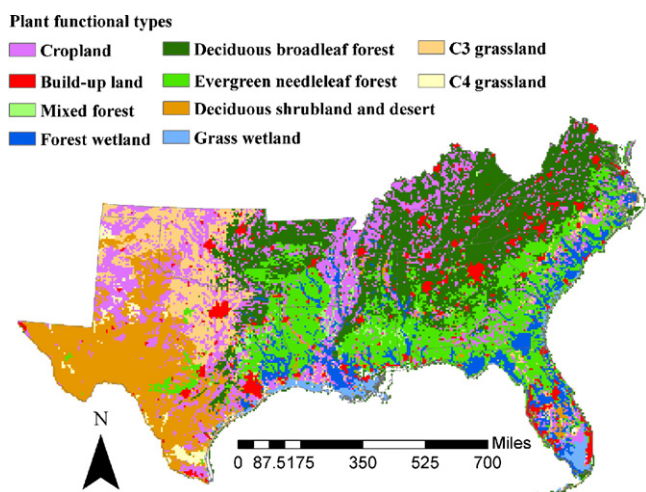 Plant functional types
Cropland
Deciduous broadleaf forest
C3 grassland
Build-up land
Evergreen needleleaf forest
C4 grassland
Mixed forest
Deciduous shrubland and desert
Forest wetland
Grass wetland
N
Miles
0 87.5175 350 525 700